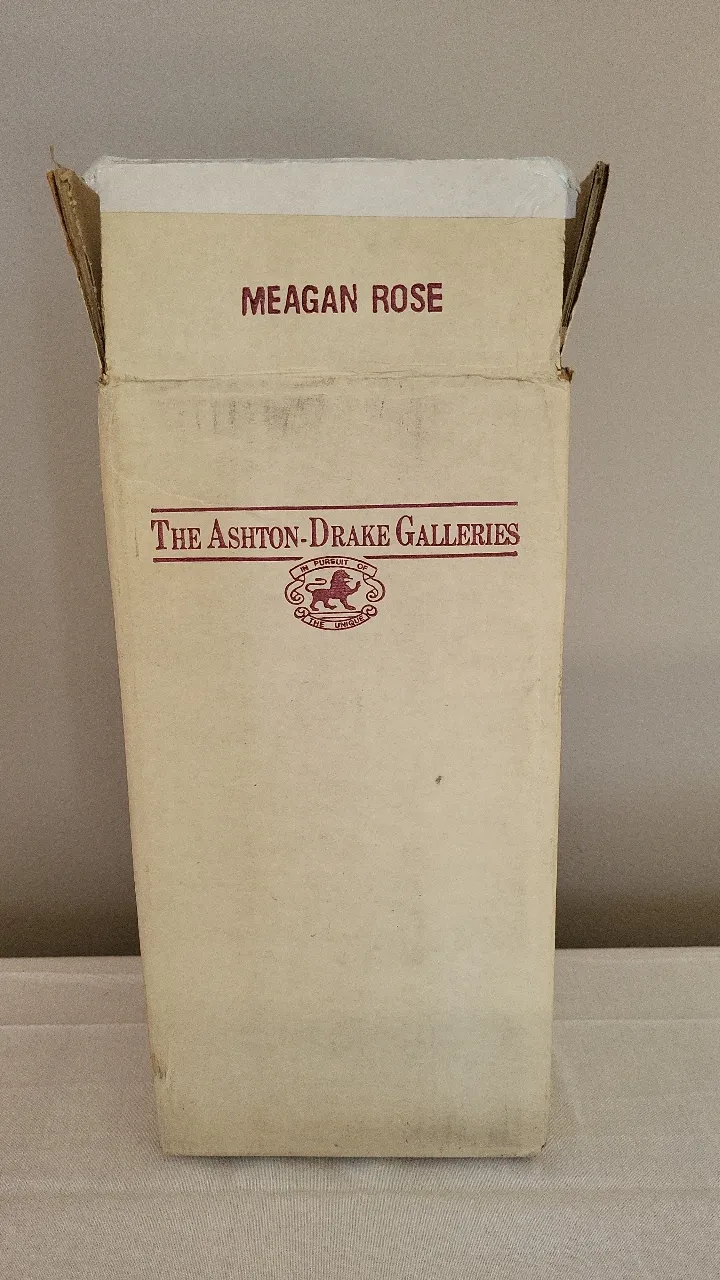 MEAGAN ROSE
THE ASHTON-DRAKE GALLERIES
IN PURSUIT OF
THE UNIQUE